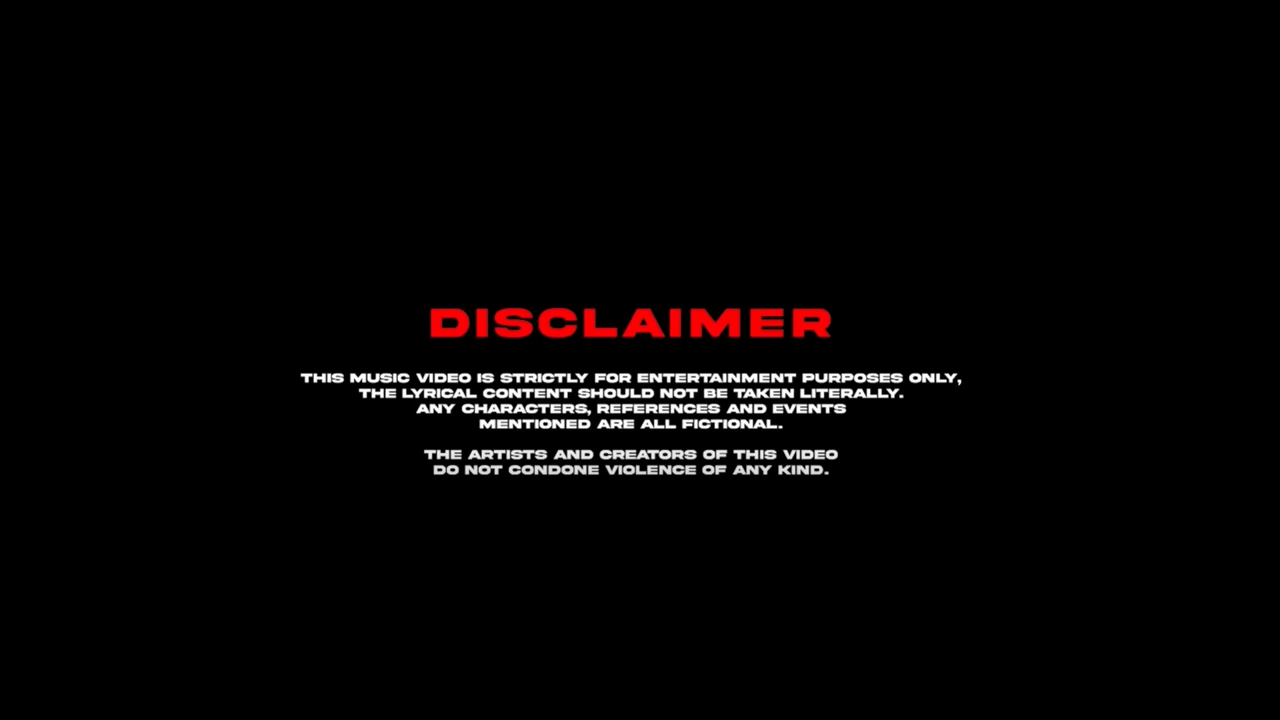 DISCLAIMER
THIS MUSIC VIDEO IS STRICTLY FOR ENTERTAINMENT PURPOSES ONLY,
THE LYRICAL CONTENT SHOULD NOT BE TAKEN LITERALLY.
ANY CHARACTERS, REFERENCES AND EVENTS
MENTIONED ARE ALL FICTIONAL.
THE ARTISTS AND CREATORS OF THIS VIDEO
DO NOT CONDONE VIOLENCE OF ANY KIND.